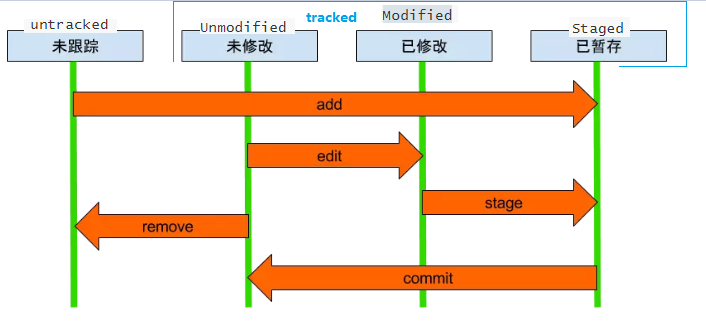 untracked
Unmodified
tracked
Modified
Staged
未跟踪
未修改
已修改
已暂存
add
edit
stage
remove
commit